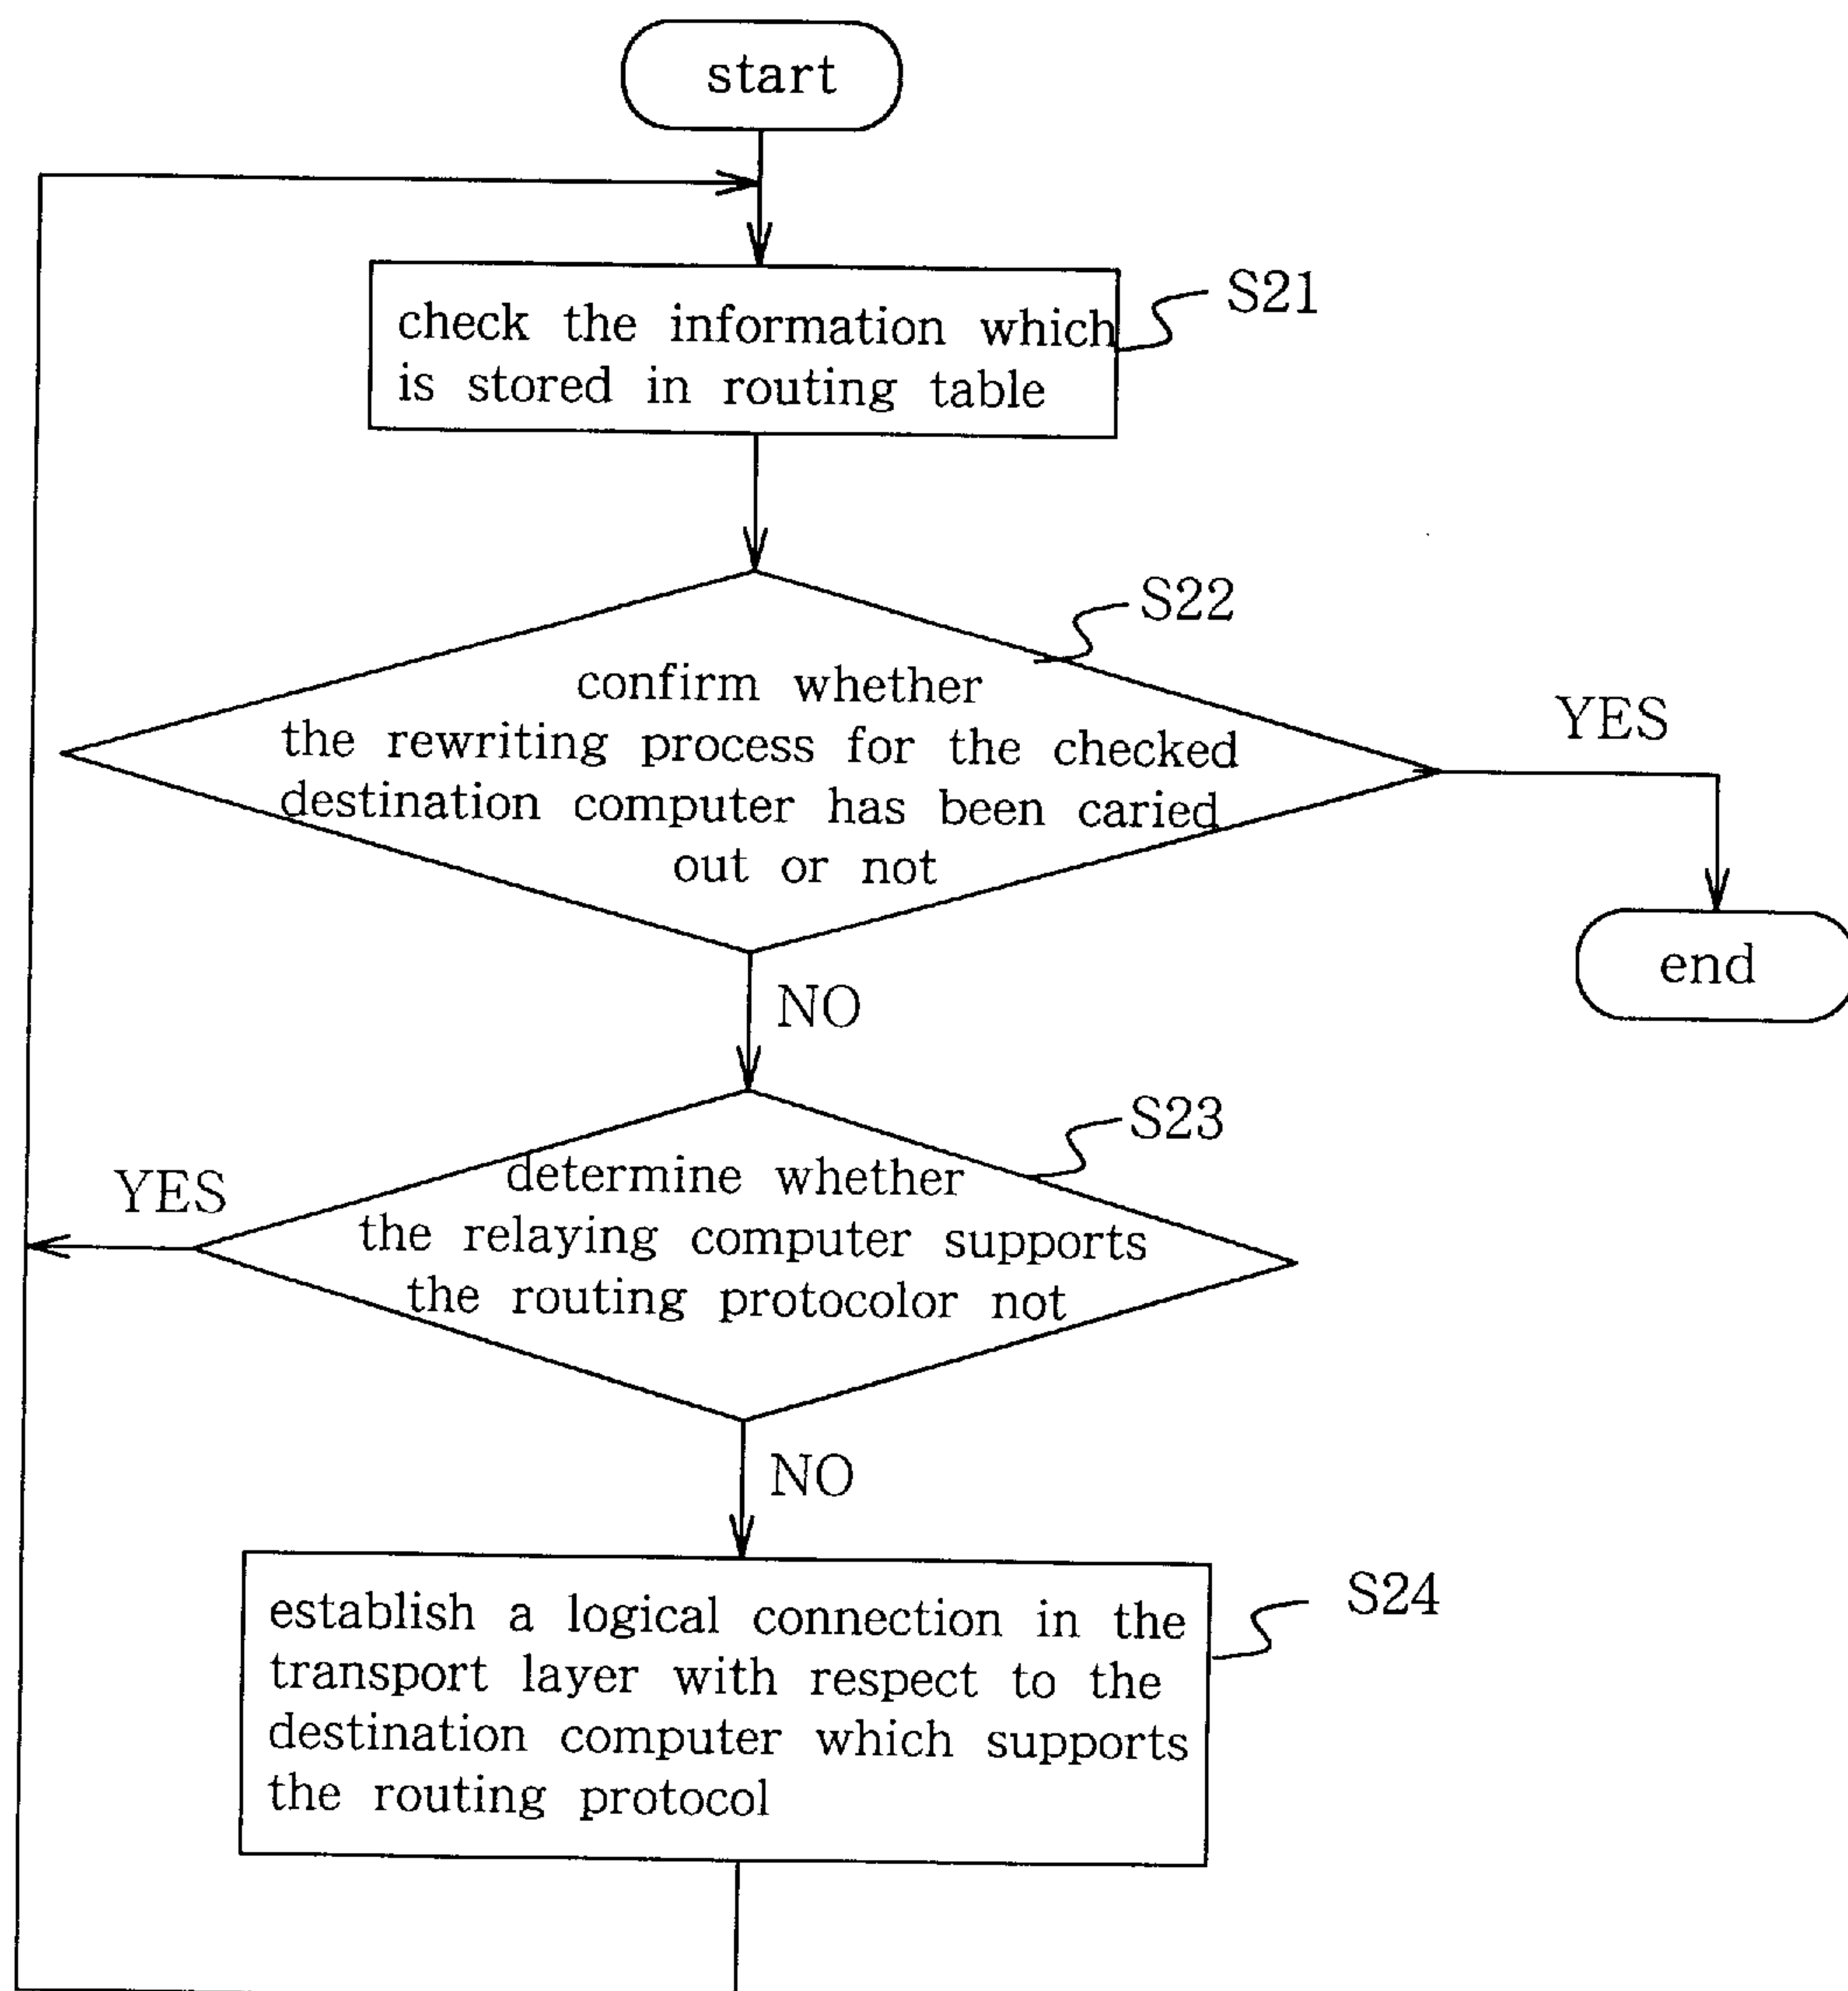 start
check the information which
is stored in routing table
S21
S22
confirm whether
the rewriting process for the checked
destination computer has been caried
out or not
YES
end
NO
S23
determine whether
the relaying computer supports
the routing protocolor not
YES
NO
establish a logical connection in the
transport layer with respect to the
destination computer which supports
the routing protocol
S24